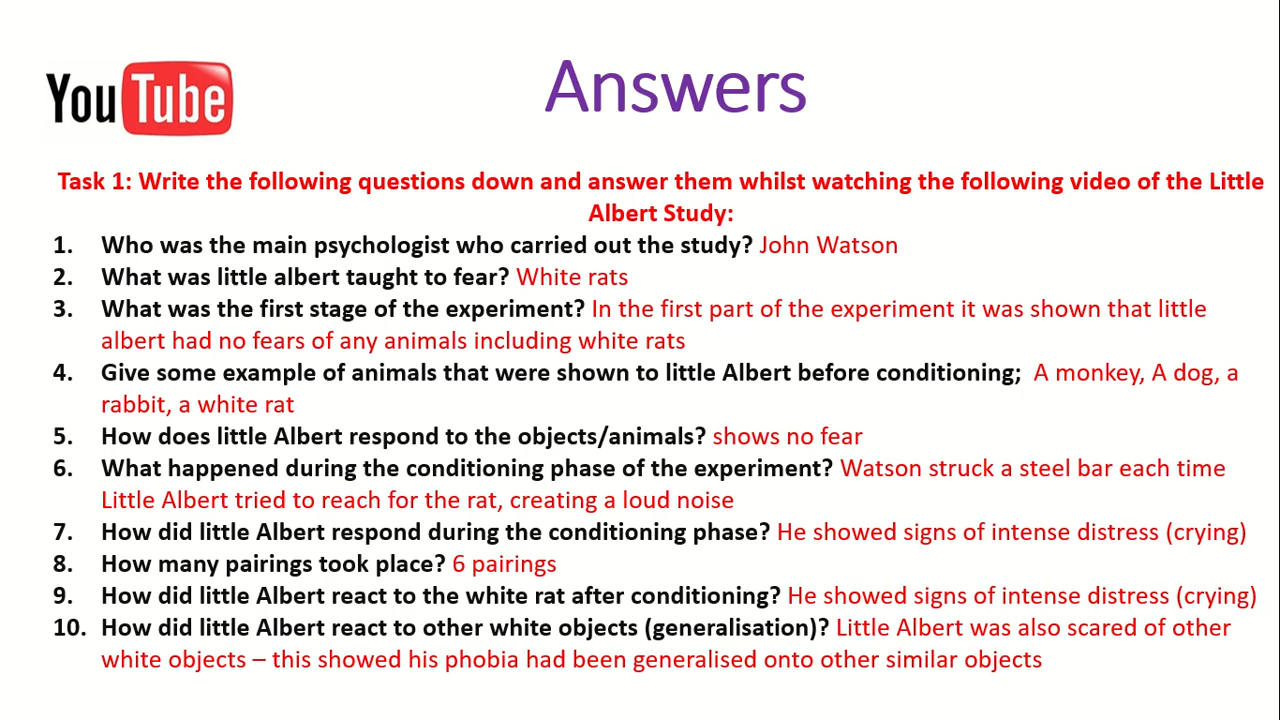 YouTube
Answers
Task 1: Write the following questions down and answer them whilst watching the following video of the Little
Albert Study:
1. Who was the main psychologist who carried out the study? John Watson
2. What was little albert taught to fear? White rats
3. What was the first stage of the experiment? In the first part of the experiment it was shown that little
albert had no fears of any animals including white rats
4. Give some example of animals that were shown to little Albert before conditioning; A monkey, A dog, a
rabbit, a white rat
5. How does little Albert respond to the objects/animals? shows no fear
6. What happened during the conditioning phase of the experiment? Watson struck a steel bar each time
Little Albert tried to reach for the rat, creating a loud noise
7. How did little Albert respond during the conditioning phase? He showed signs of intense distress (crying)
8. How many pairings took place? 6 pairings
9. How did little Albert react to the white rat after conditioning? He showed signs of intense distress (crying)
10. How did little Albert react to other white objects (generalisation)? Little Albert was also scared of other
white objects – this showed his phobia had been generalised onto other similar objects